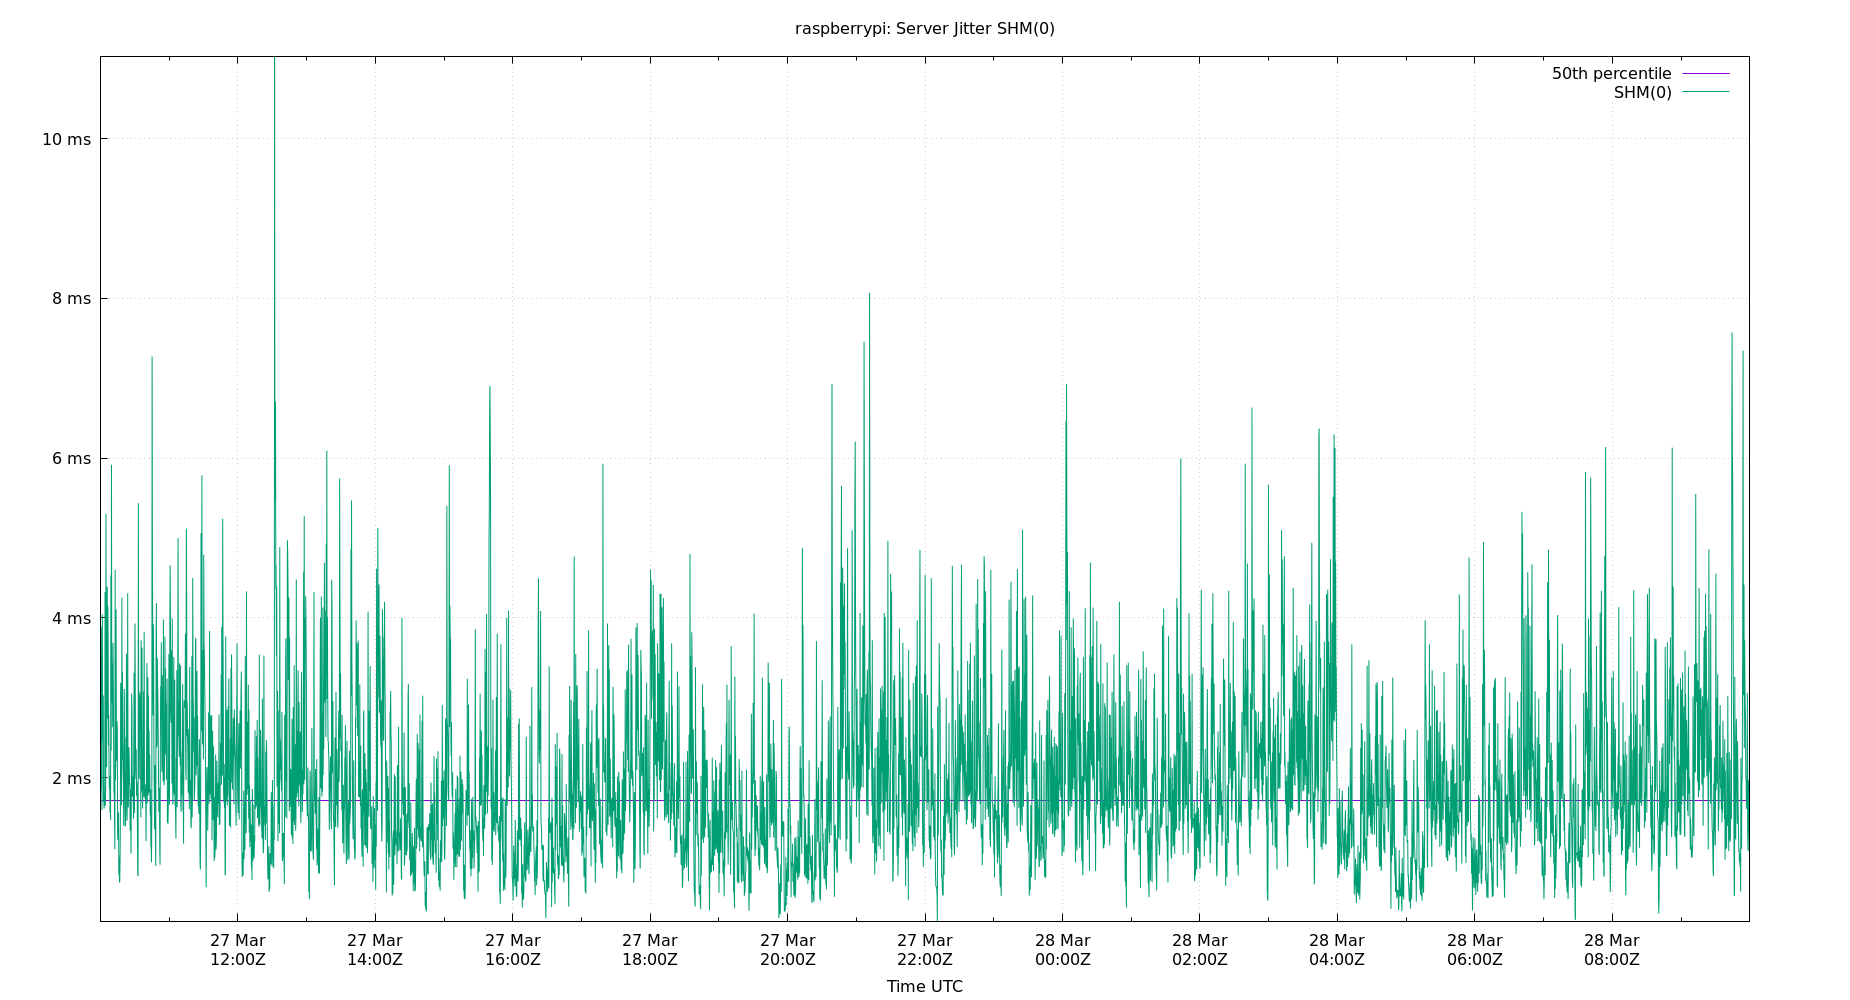 raspberrypi: Server Jitter SHM(0)
50th percentile
SHM(0)
10 ms
8 ms
6 ms
4 ms
2 ms
27 Mar 27 Mar 27 Mar 27 Mar 27 Mar 27 Mar 28 Mar 28 Mar 28 Mar 28 Mar 28 Mar
12:00Z 14:00Z 16:00Z 18:00Z 20:00Z 22:00Z 00:00Z 02:00Z 04:00Z 06:00Z 08:00Z
Time UTC